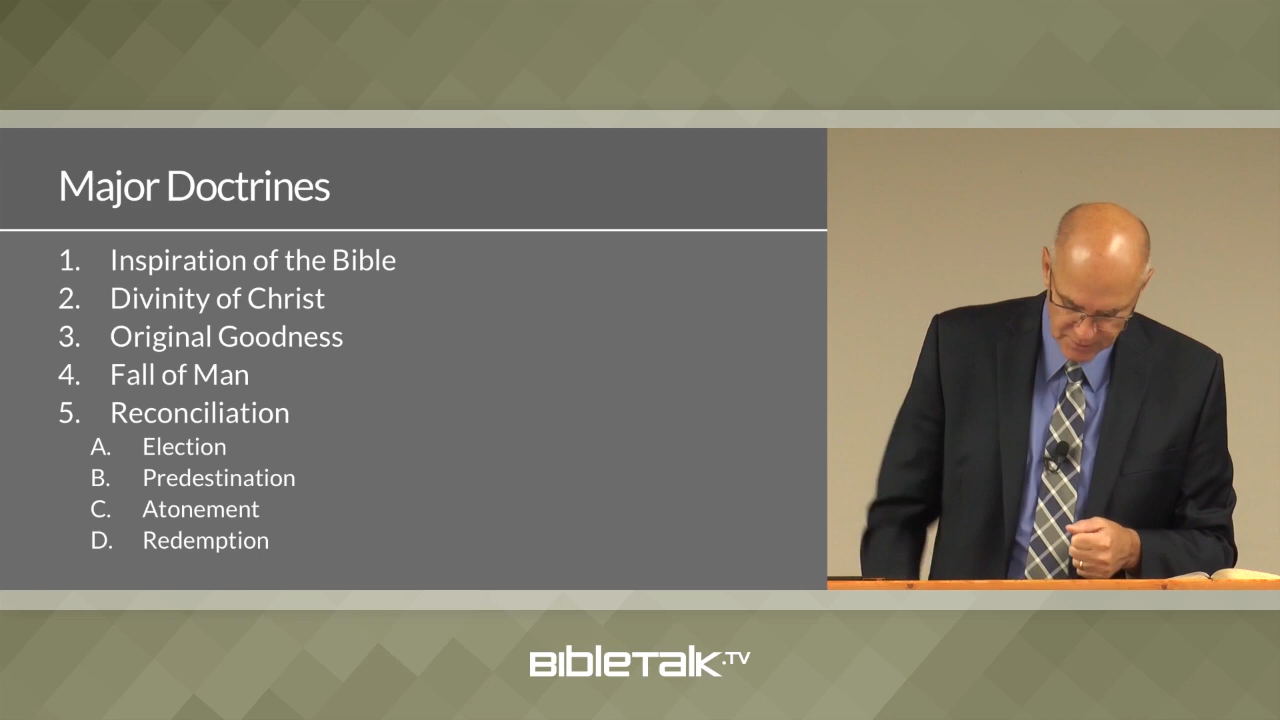 Major Doctrines
1. Inspiration of the Bible
2. Divinity of Christ
3. Original Goodness
4. Fall of Man
5. Reconciliation
A. Election
B. Predestination
C. Atonement
D. Redemption
BibleTalk.TV